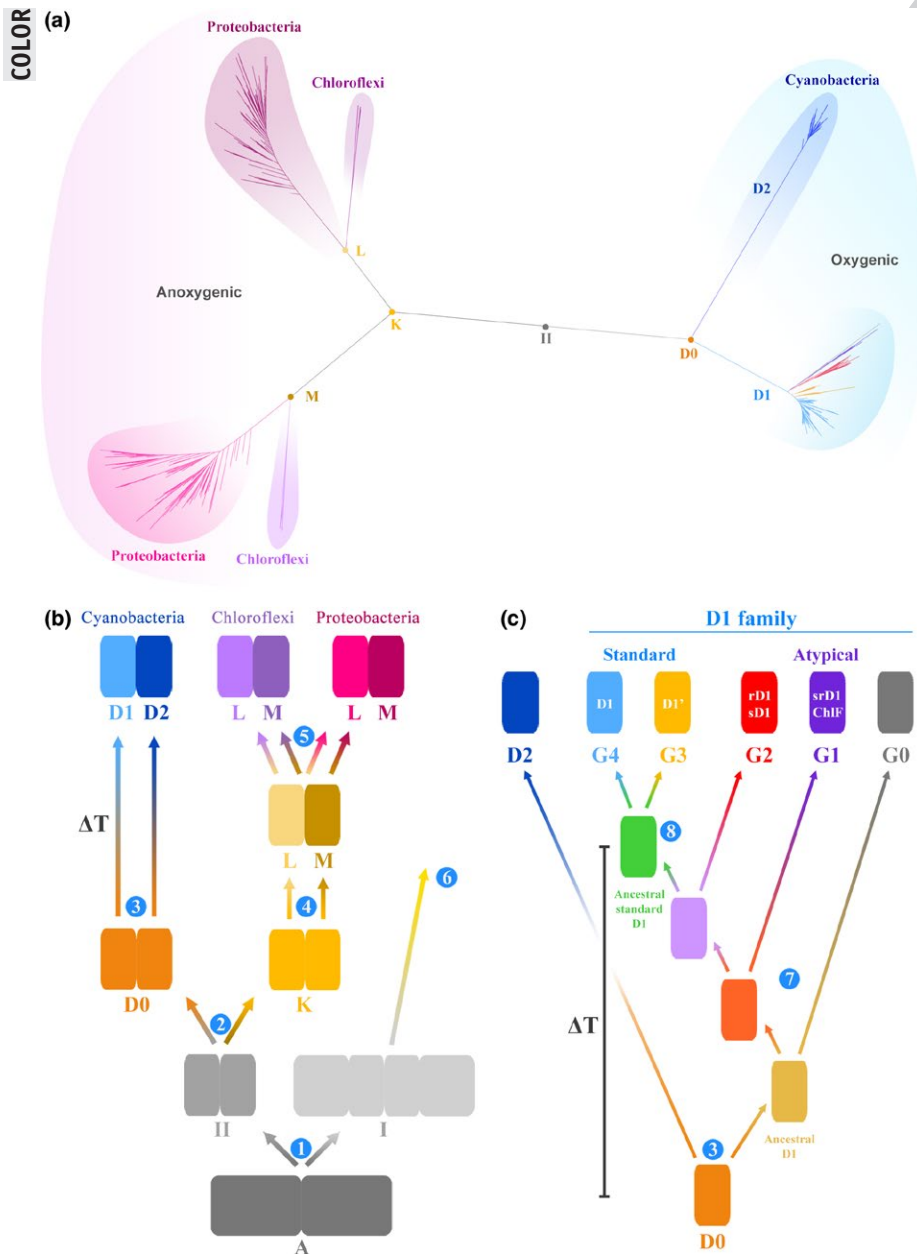 COLOR
(a)
Proteobacteria
Chloroflexi
Cyanobacteria
D2
L
Oxygenic
Anoxygenic
K
II
D0
D1
M
Proteobacteria
Chloroflexi
(b)
Cyanobacteria Chloroflexi Proteobacteria
D1 D2 L M L M
5
ΔT
L M
6
3 4
D0 K
2
II I
1
A
(c)
D1 family
Standard Atypical
D1 D1' rD1 srD1
sD1 ChlF
D2 G4 G3 G2 G1 G0
8
Ancestral
standard
D1
7
ΔT
Ancestral
D1
3
D0